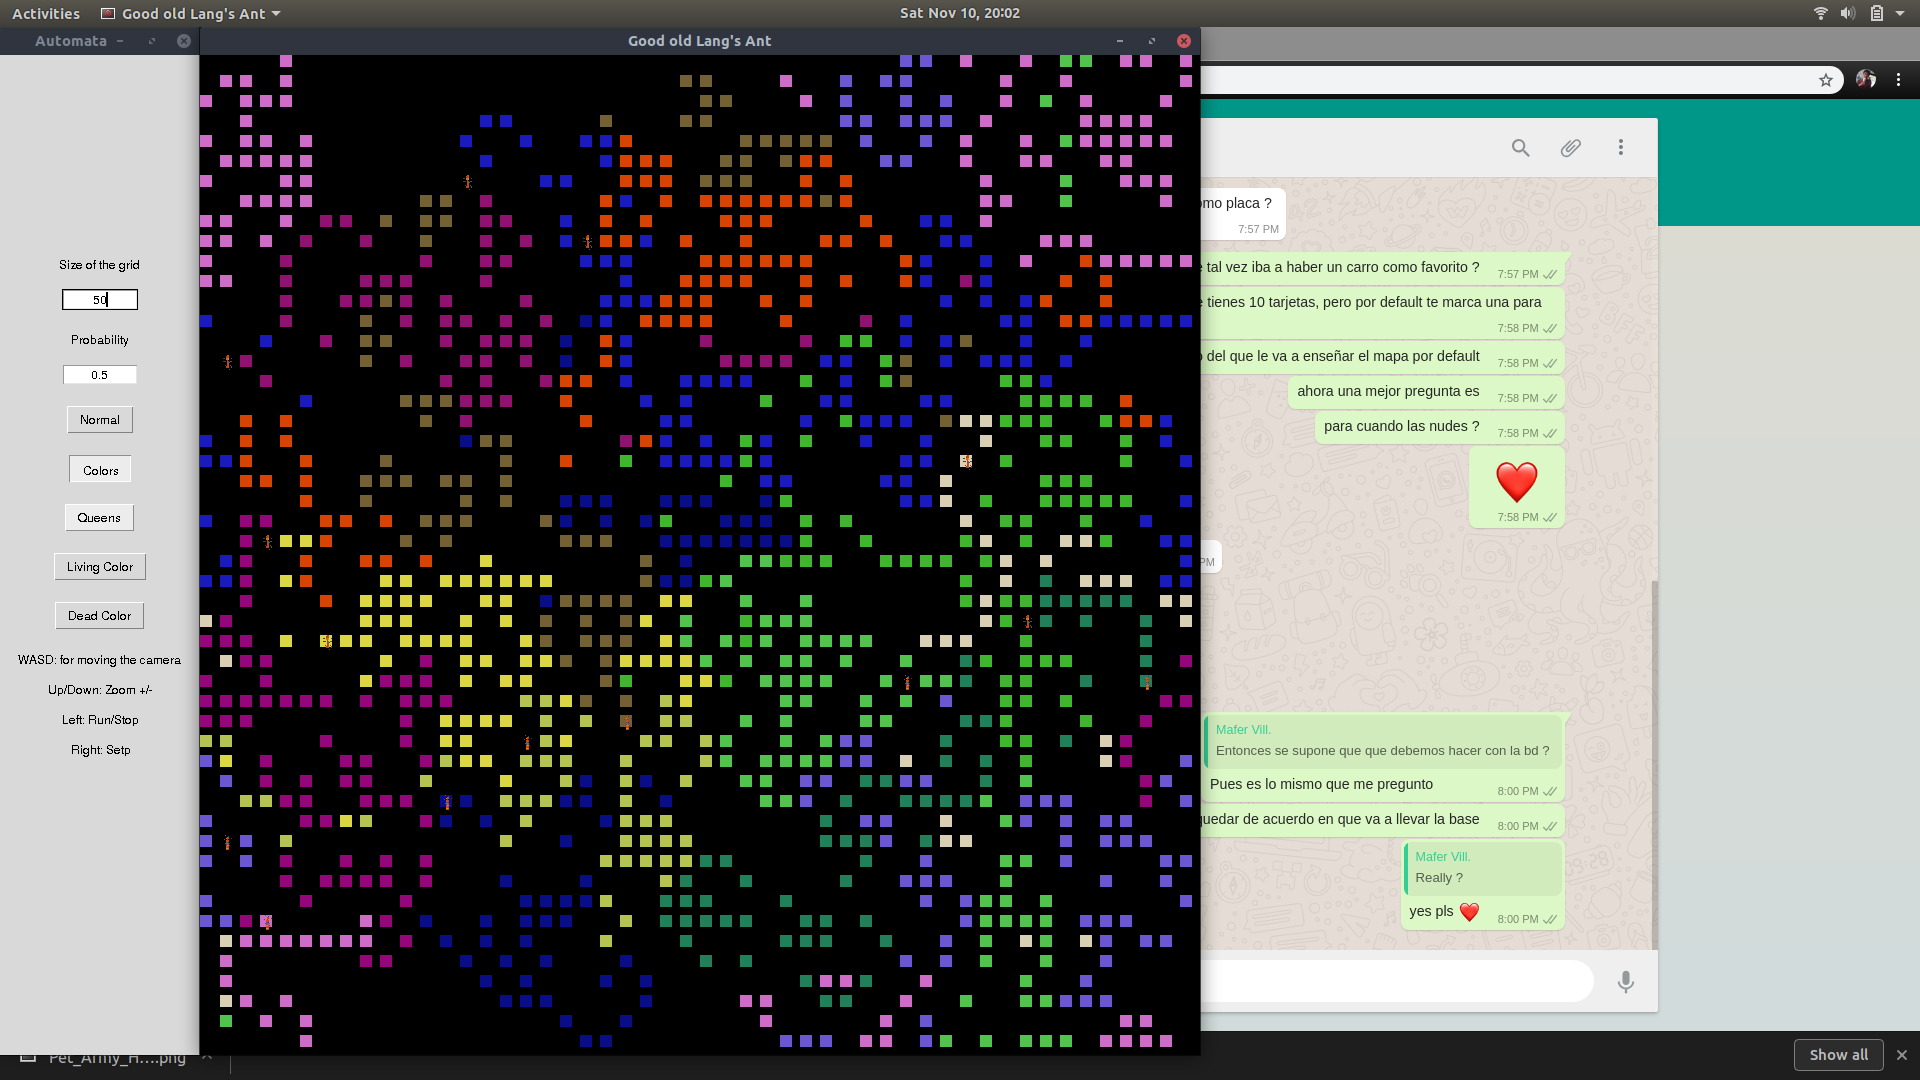 Activities
Good old Lang's Ant
Sat Nov 10, 20:02
Automata
Good old Lang's Ant
Size of the grid
50
Probability
0.5
Normal
Colors
Queens
Living Color
Dead Color
WASD: for moving the camera
Up/Down: Zoom +/-
Left: Run/Stop
Right: Setp
omo placa ?
7:57 PM
tal vez iba a haber un carro como favorito ?
7:57 PM
tienes 10 tarjetas, pero por default te marca una para
7:58 PM
del que le va a enseñar el mapa por default
7:58 PM
ahora una mejor pregunta es
7:58 PM
para cuando las nudes ?
7:58 PM
7:58 PM
PM
Mafer Vill.
Entonces se supone que que debemos hacer con la bd ?
Pues es lo mismo que me pregunto
8:00 PM
quedar de acuerdo en que va a llevar la base
8:00 PM
Mafer Vill.
Really ?
yes pls
8:00 PM
Pet_Army_H....png
Show all